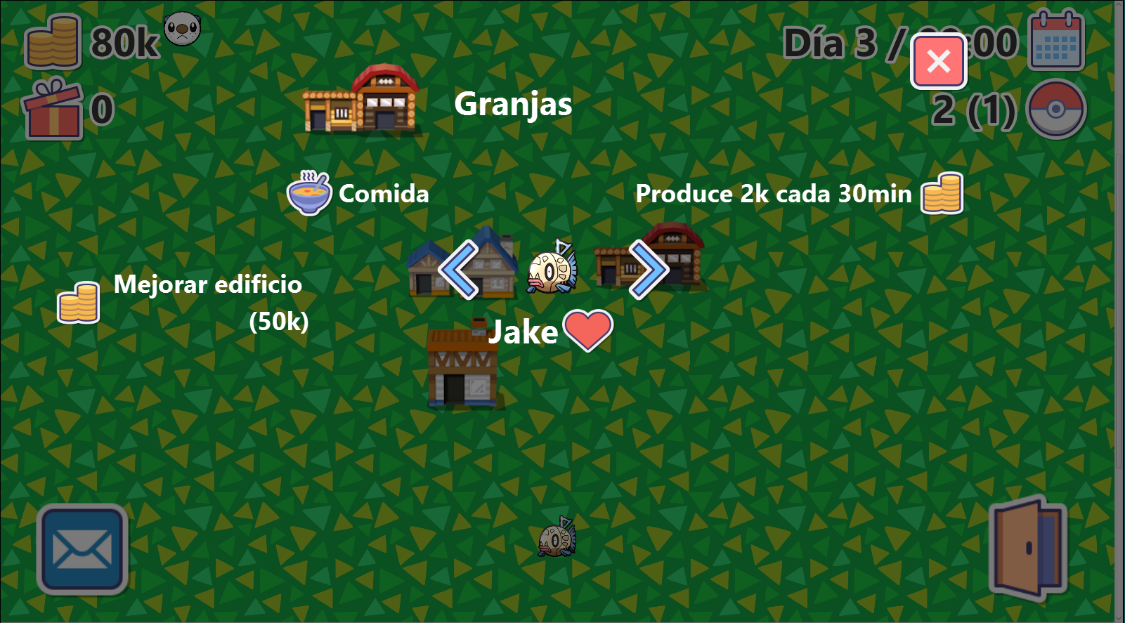 80k
Día 3 / :00
0
2 (1)
Granjas
Comida
Produce 2k cada 30min
Mejorar edificio
(50k)
Jake